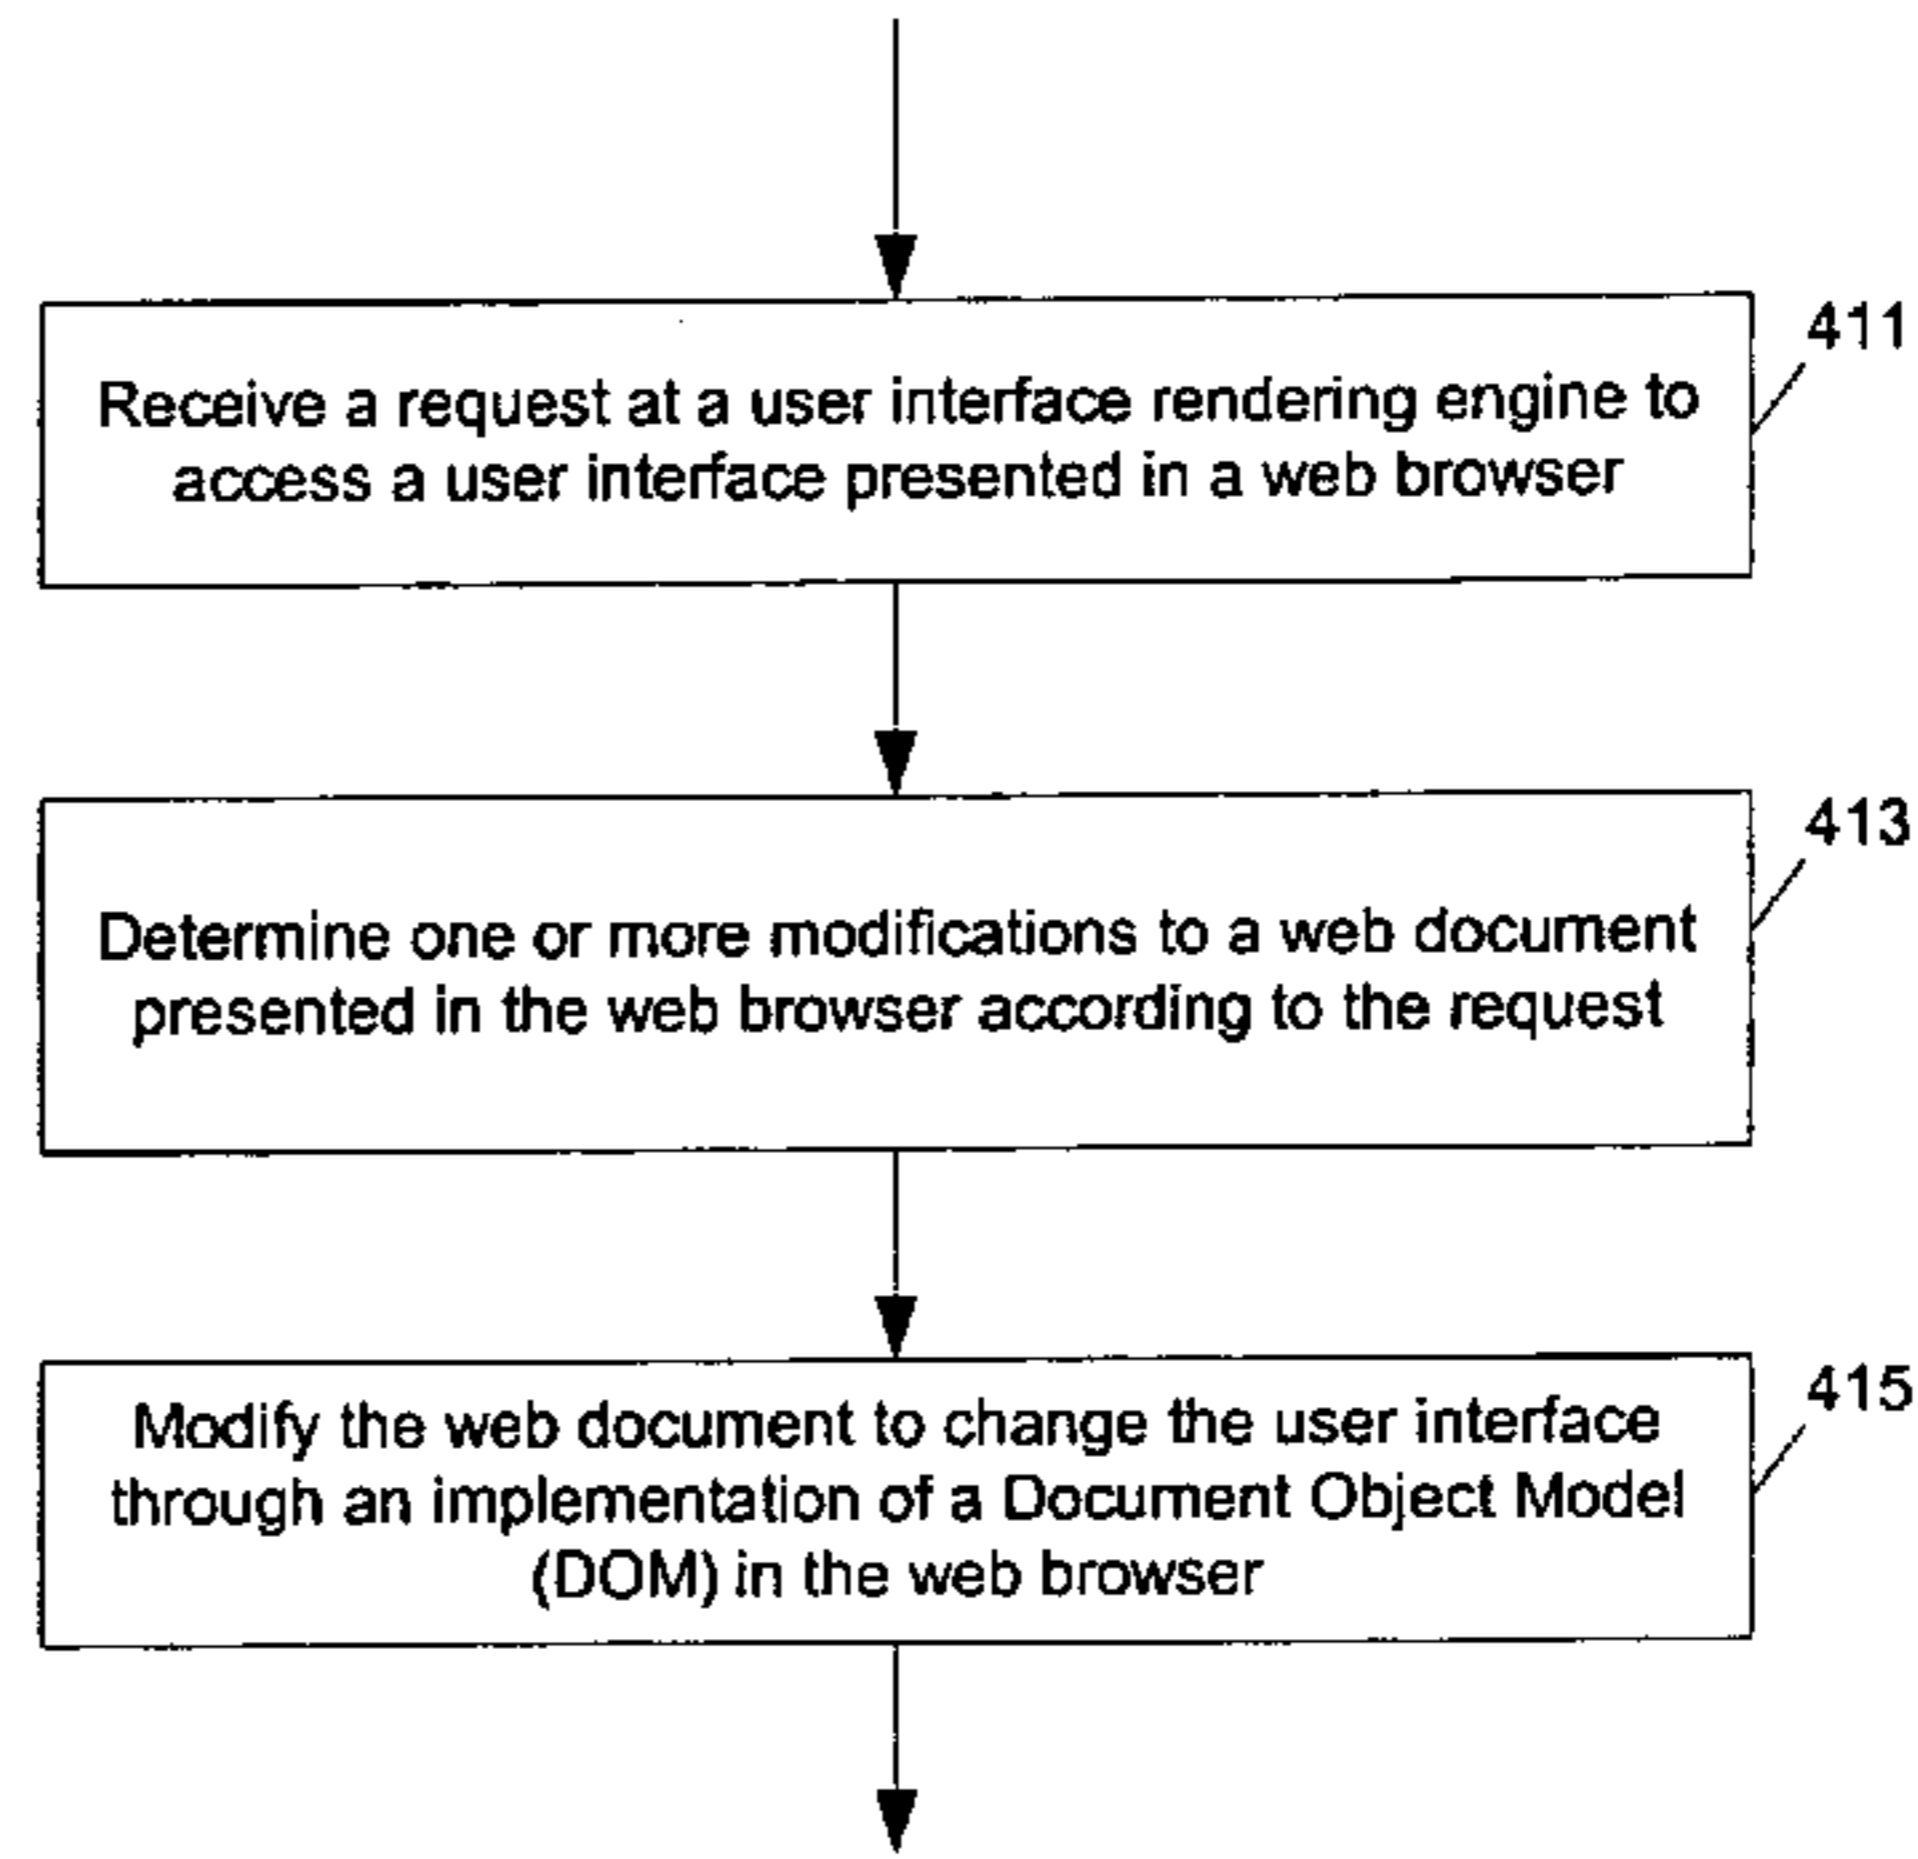 411
Receive a request at a user interface rendering engine to
access a user interface presented in a web browser
413
Determine one or more modifications to a web document
presented in the web browser according to the request
415
Modify the web document to change the user interface
through an implementation of a Document Object Model
(DOM) in the web browser